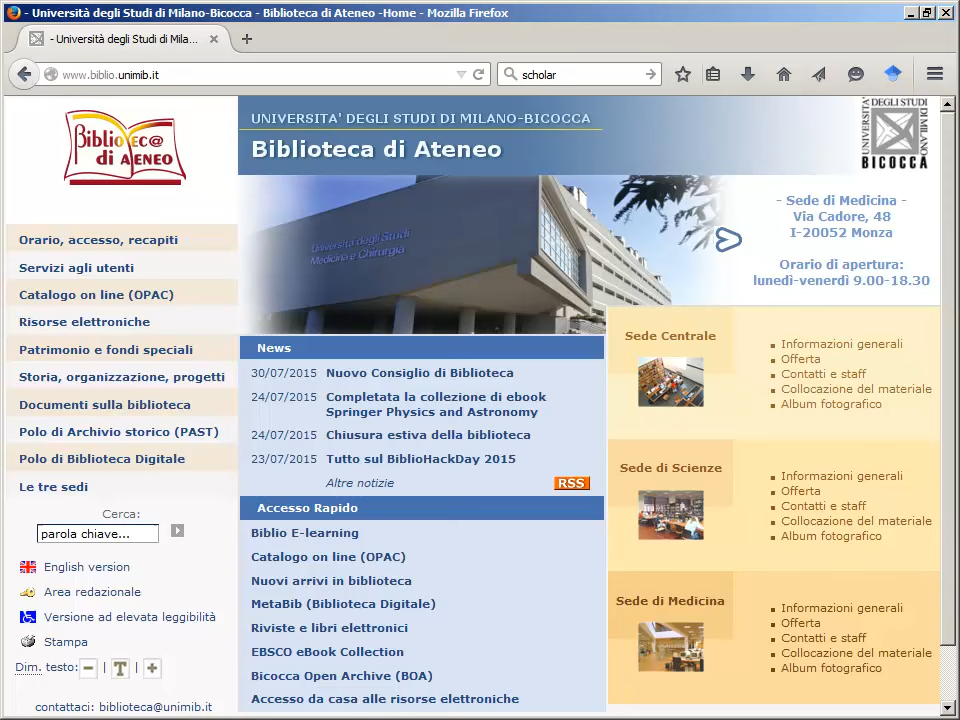 - Università degli Studi di Milano-Bicocca - Biblioteca di Ateneo -Home - Mozilla Firefox
- Università degli Studi di Mila...
www.biblio.unimib.it
scholar
Bibliotec@
di ATENEO
UNIVERSITA' DEGLI STUDI DI MILANO-BICOCCA
Biblioteca di Ateneo
DEGLI STUDI
UNIVERSITÀ
DI MILANO
BICOCCA
Università degli Studi
Medicina e Chirurgia
- Sede di Medicina -
Via Cadore, 48
I-20052 Monza
Orario di apertura:
lunedì-venerdì 9.00-18.30
Orario, accesso, recapiti
Servizi agli utenti
Catalogo on line (OPAC)
Risorse elettroniche
Patrimonio e fondi speciali
Storia, organizzazione, progetti
Documenti sulla biblioteca
Polo di Archivio storico (PAST)
Polo di Biblioteca Digitale
Le tre sedi
Cerca:
parola chiave...
English version
Area redazionale
Versione ad elevata leggibilità
Stampa
Dim. testo: - | T | +
contattaci: biblioteca@unimib.it
News
30/07/2015 Nuovo Consiglio di Biblioteca
24/07/2015 Completata la collezione di ebook
Springer Physics and Astronomy
24/07/2015 Chiusura estiva della biblioteca
23/07/2015 Tutto sul BiblioHackDay 2015
Altre notizie RSS
Accesso Rapido
Biblio E-learning
Catalogo on line (OPAC)
Nuovi arrivi in biblioteca
MetaBib (Biblioteca Digitale)
Riviste e libri elettronici
EBSCO eBook Collection
Bicocca Open Archive (BOA)
Accesso da casa alle risorse elettroniche
Sede Centrale
Informazioni generali
Offerta
Contatti e staff
Collocazione del materiale
Album fotografico
Sede di Scienze
Informazioni generali
Offerta
Contatti e staff
Collocazione del materiale
Album fotografico
Sede di Medicina
Informazioni generali
Offerta
Contatti e staff
Collocazione del materiale
Album fotografico